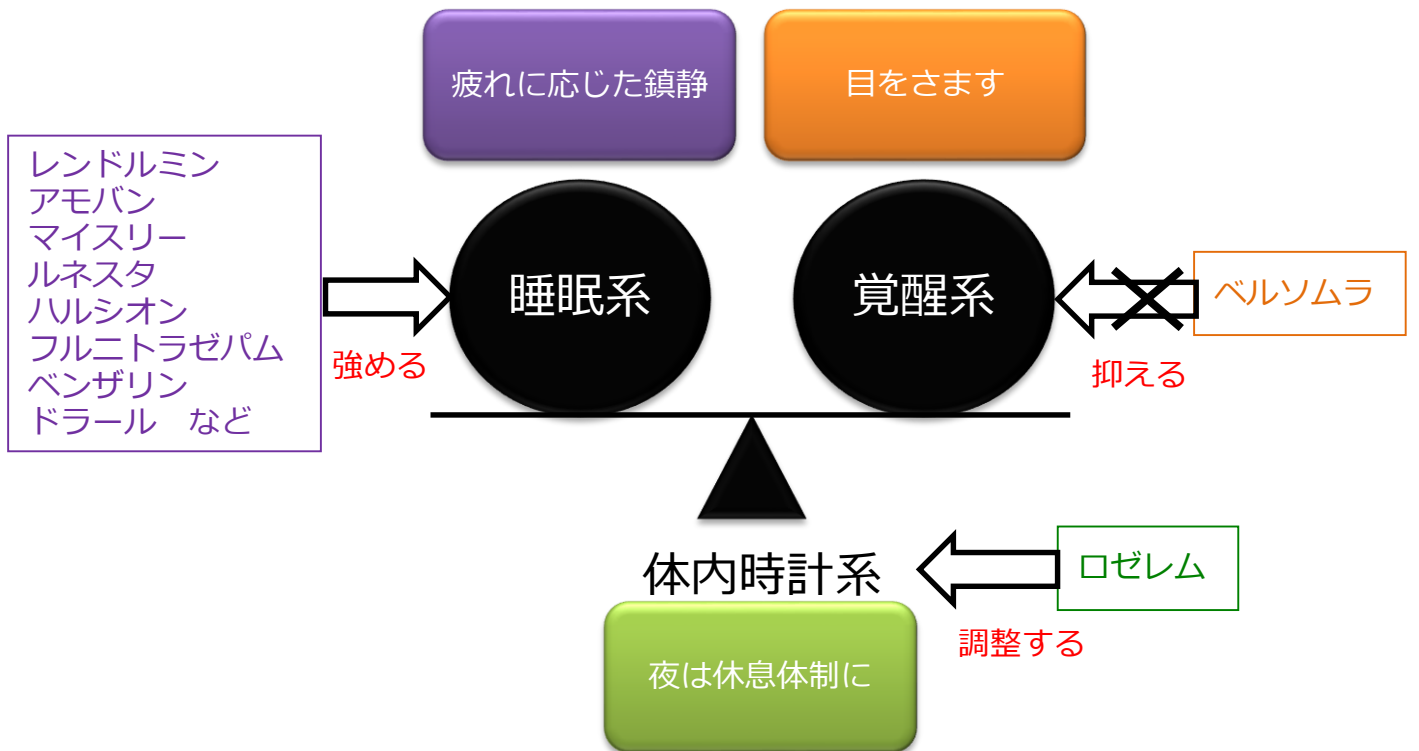 疲れに応じた鎮静
目をさます
レンドルミン
アモバン
マイスリー
ルネスタ
ハルシオン
フルニトラゼパム
ベンザリン
ドラール　など
強める
睡眠系
覚醒系
ベルソムラ
抑える
体内時計系
ロゼレム
調整する
夜は休息体制に